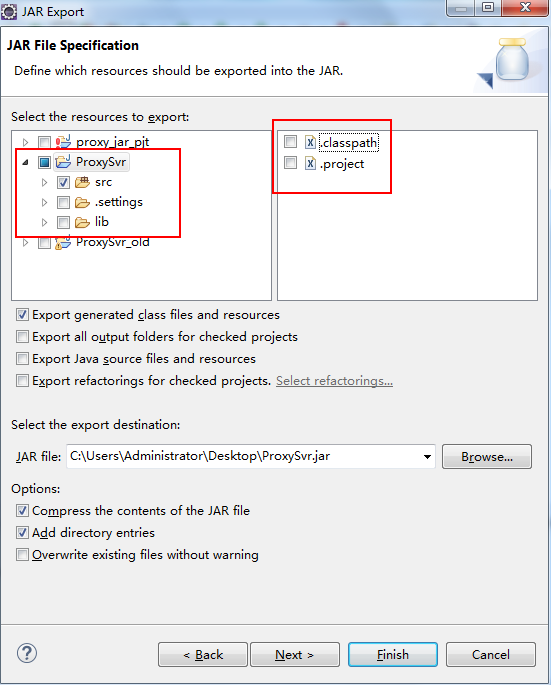 JAR Export
JAR File Specification
Define which resources should be exported into the JAR.
Select the resources to export:
proxy_jar_pjt
ProxySvr
src
.settings
lib
ProxySvr_old
.classpath
.project
Export generated class files and resources
Export all output folders for checked projects
Export Java source files and resources
Export refactorings for checked projects. Select refactorings...
Select the export destination:
JAR file: C:\Users\Administrator\Desktop\ProxySvr.jar Browse...
Options:
Compress the contents of the JAR file
Add directory entries
Overwrite existing files without warning
? < Back Next > Finish Cancel